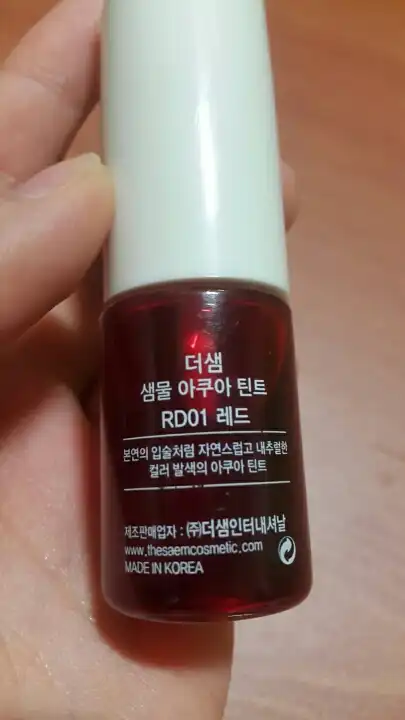 더샘
샘물 아쿠아 틴트
RD01 레드
본연의 입술처럼 자연스럽고 내추럴한
컬러 발색의 아쿠아 틴트
제조판매업자 : ㈜더샘인터내셔날
www.thesaemcosmetic.com
MADE IN KOREA